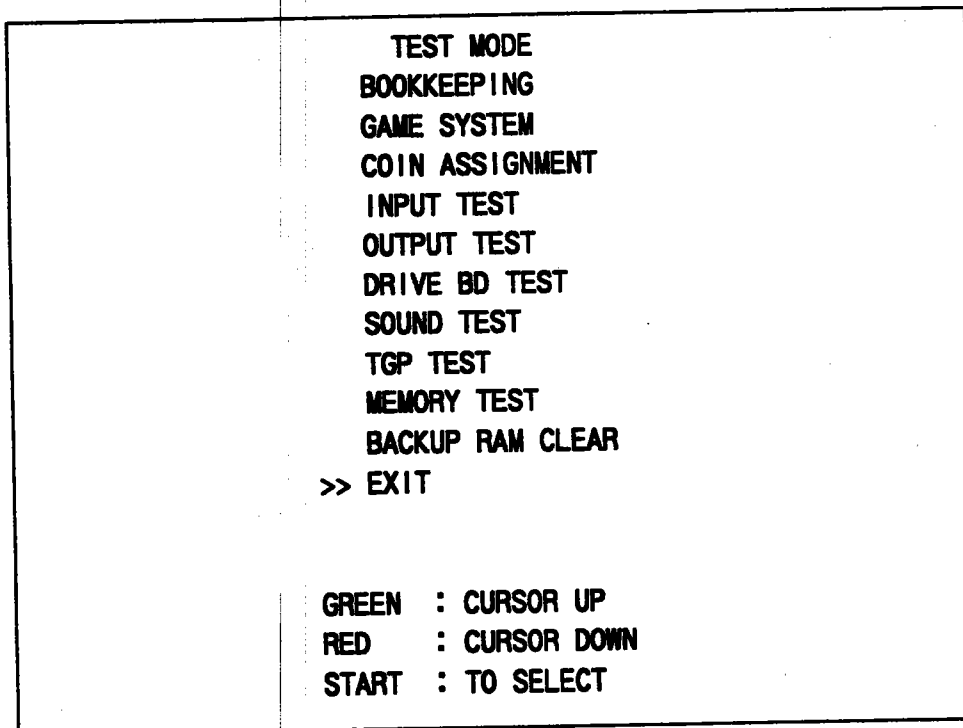 TEST MODE
BOOKKEEPING
GAME SYSTEM
COIN ASSIGNMENT
INPUT TEST
OUTPUT TEST
DRIVE BD TEST
SOUND TEST
TGP TEST
MEMORY TEST
BACKUP RAM CLEAR
>> EXIT
GREEN : CURSOR UP
RED : CURSOR DOWN
START : TO SELECT